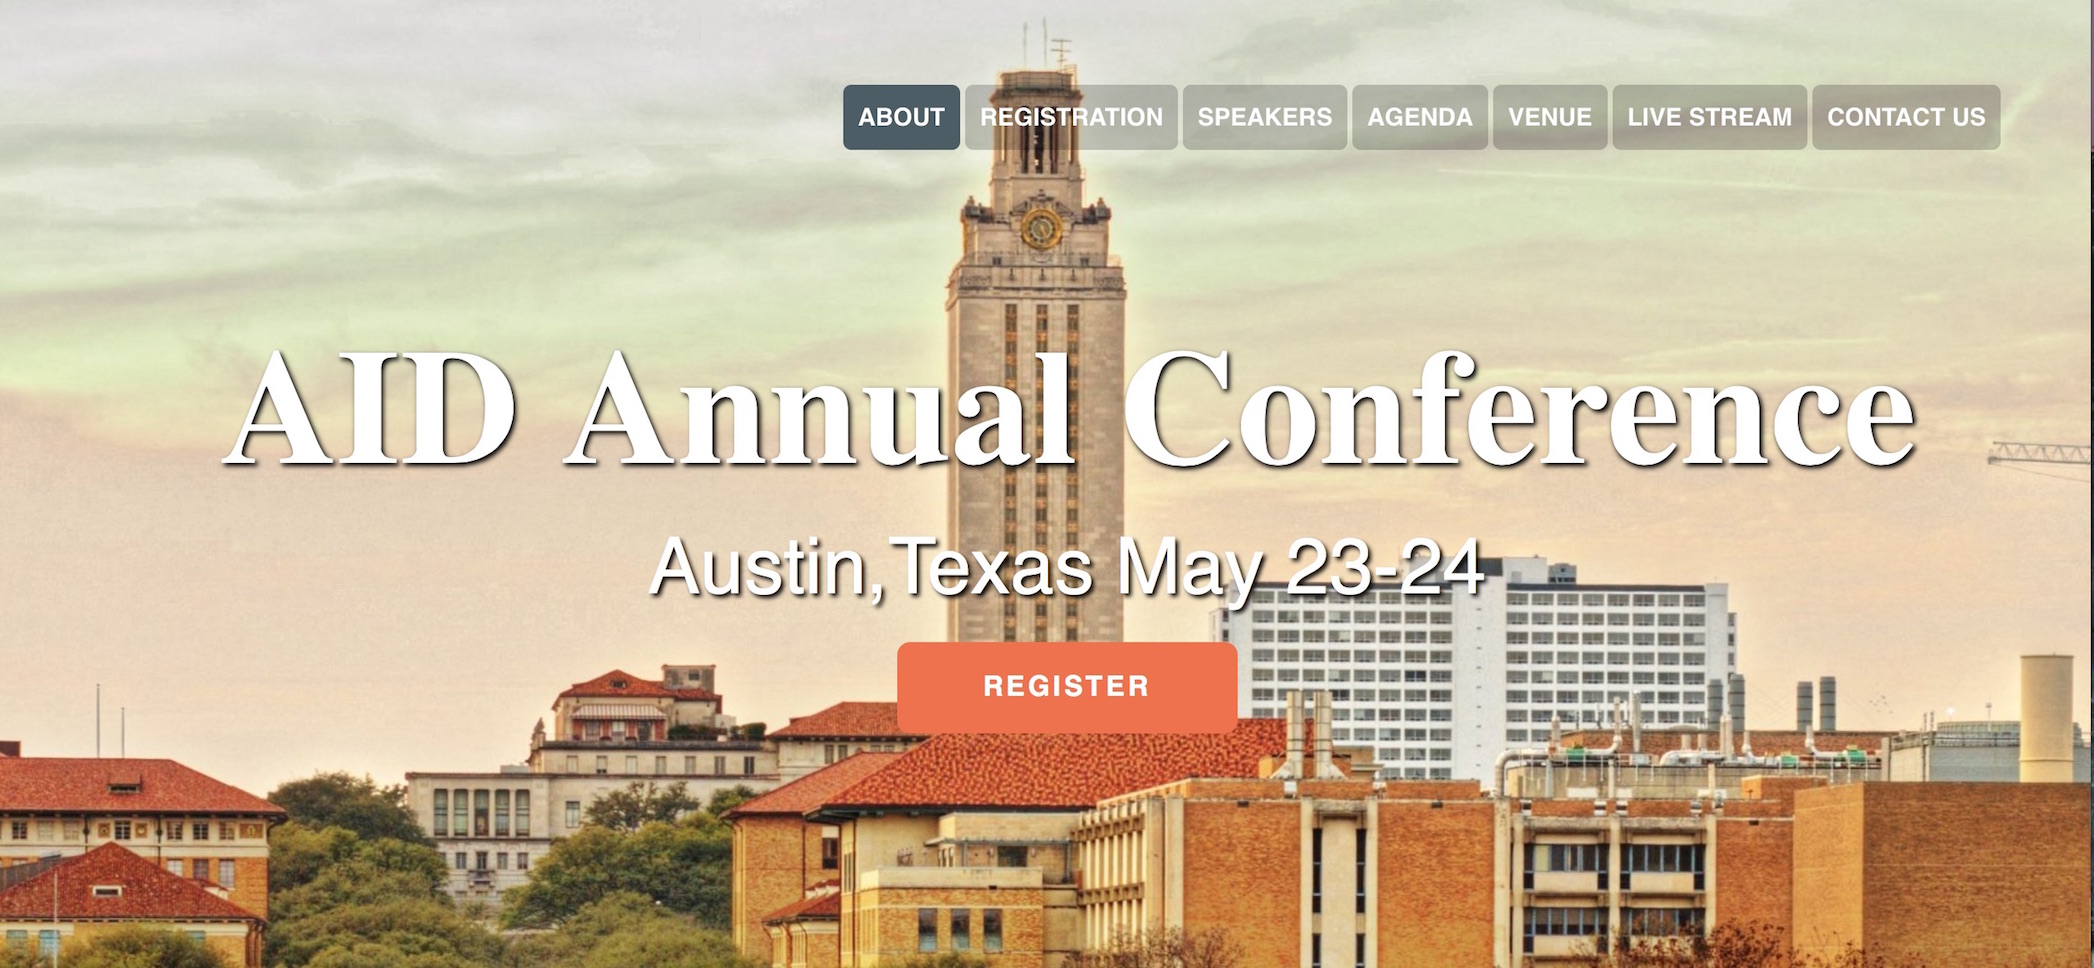 ABOUT REGISTRATION SPEAKERS AGENDA VENUE LIVE STREAM CONTACT US
AID Annual Conference
Austin,Texas May 23-24
REGISTER